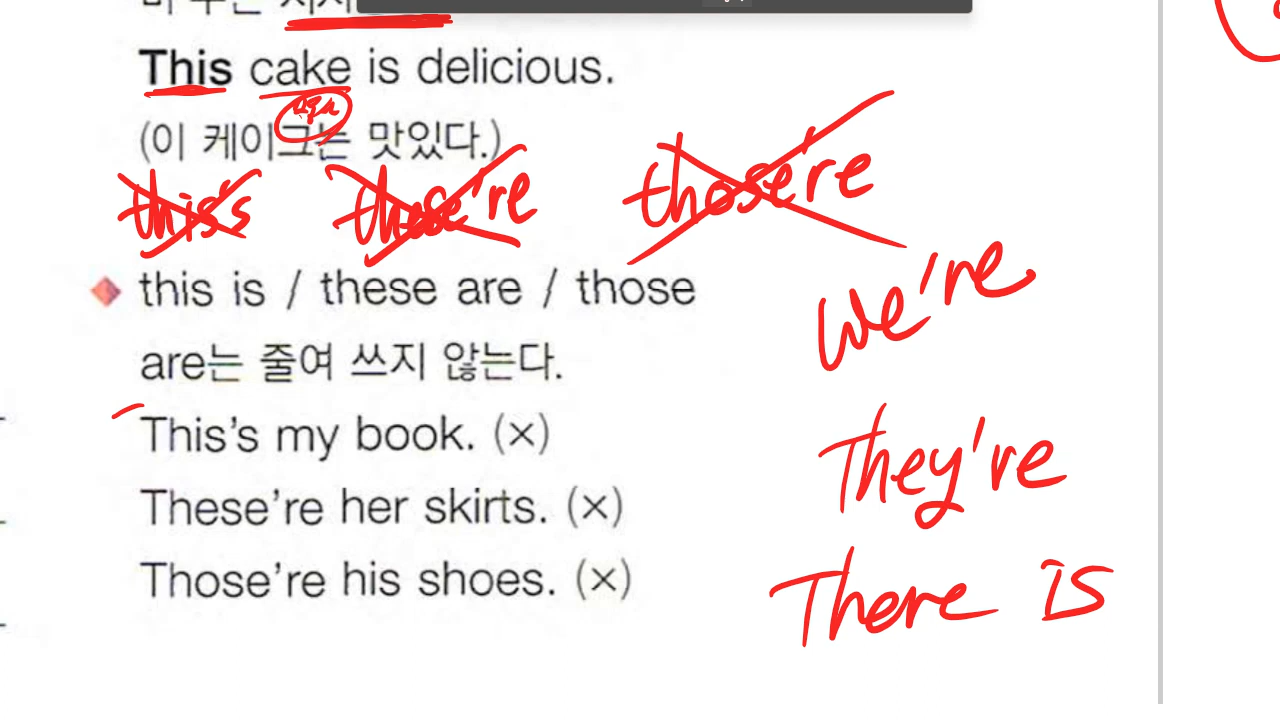 This cake is delicious.
(이 케이크는 맛있다.)
this's these're those're
this is / these are / those
are는 줄여 쓰지 않는다.
we're
This's my book. (×)
They're
These're her skirts. (×)
Those're his shoes. (×)
There is